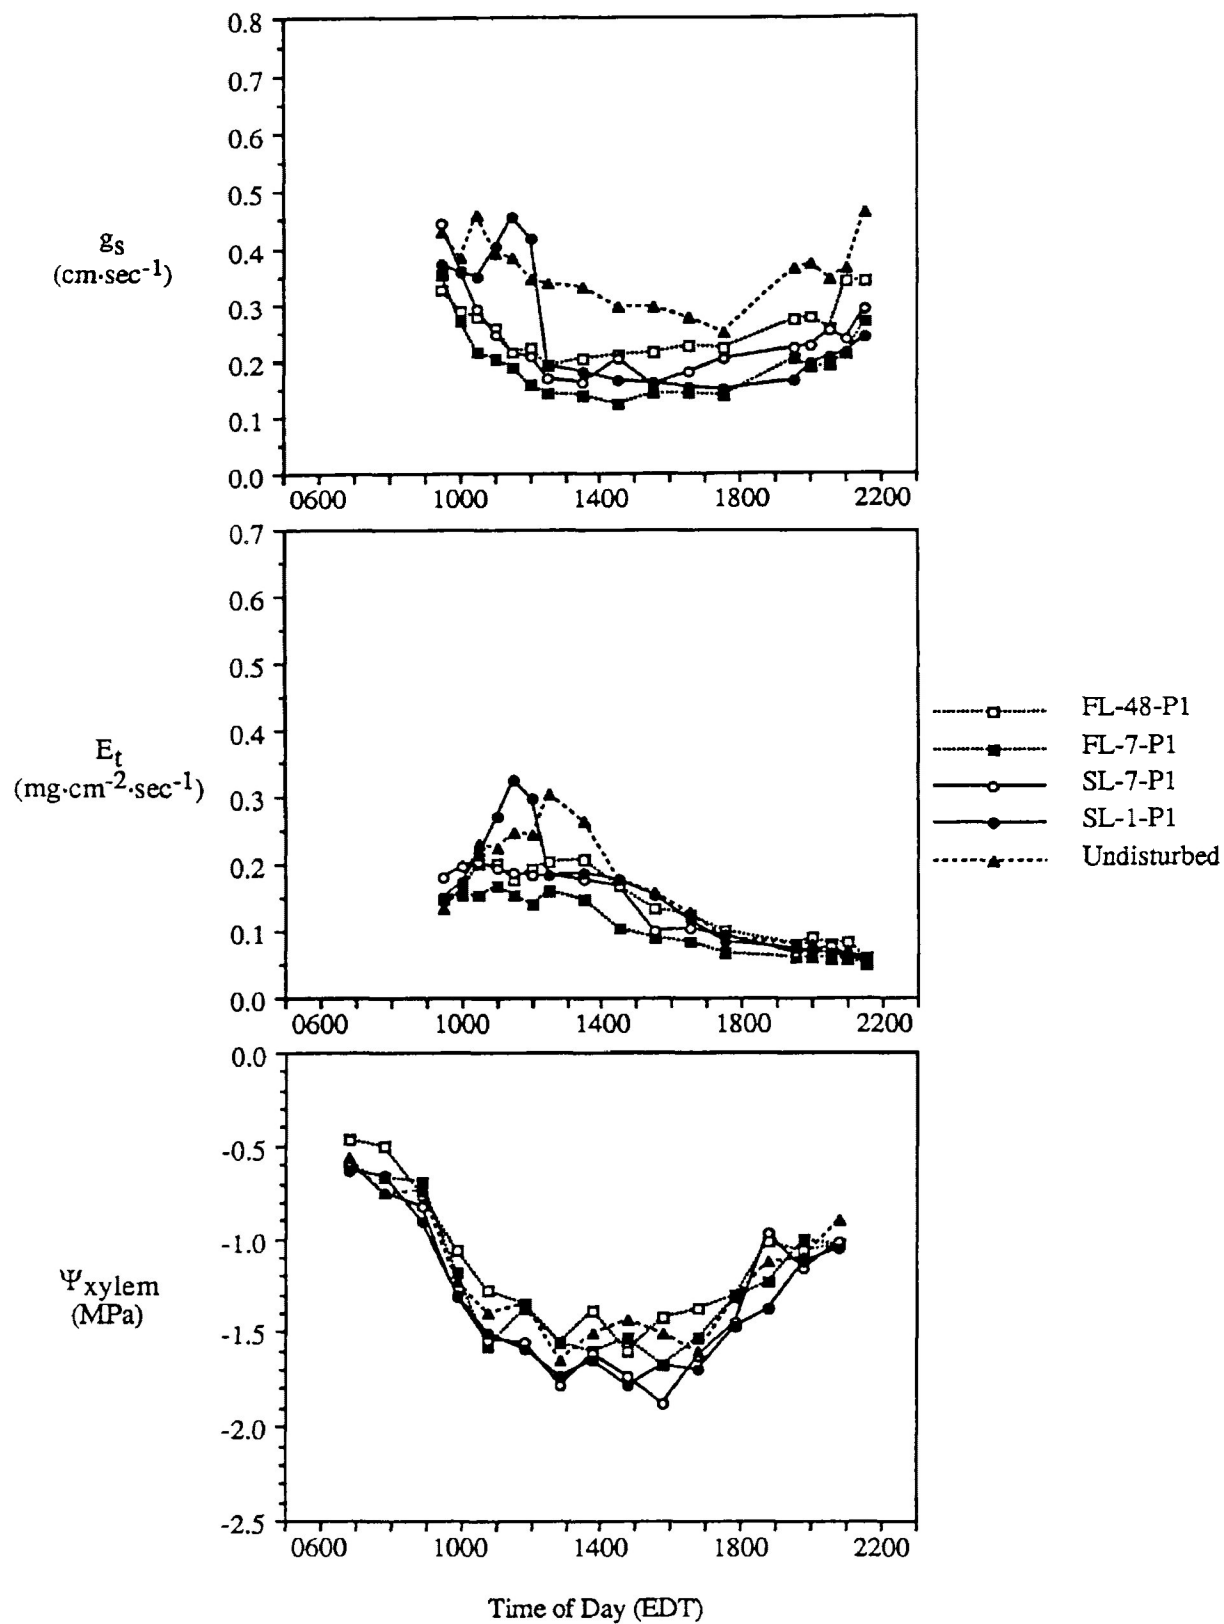 0.8
0.7
0.6
0.5
0.4
0.3
0.2
0.1
0.0
gs
(cm·sec-1)
0600 1000 1400 1800 2200
0.7
0.6
0.5
0.4
0.3
0.2
0.1
0.0
Et
(mg·cm-2·sec-1)
0600 1000 1400 1800 2200
FL-48-P1
FL-7-P1
SL-7-P1
SL-1-P1
Undisturbed
0.0
-0.5
-1.0
-1.5
-2.0
-2.5
Ψxylem
(MPa)
0600 1000 1400 1800 2200
Time of Day (EDT)